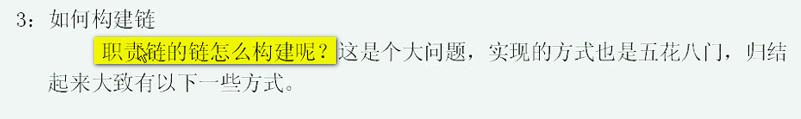 3：如何构建链
职责链的链怎么构建呢？这是个大问题，实现的方式也是五花八门，归结
起来大致有以下一些方式。